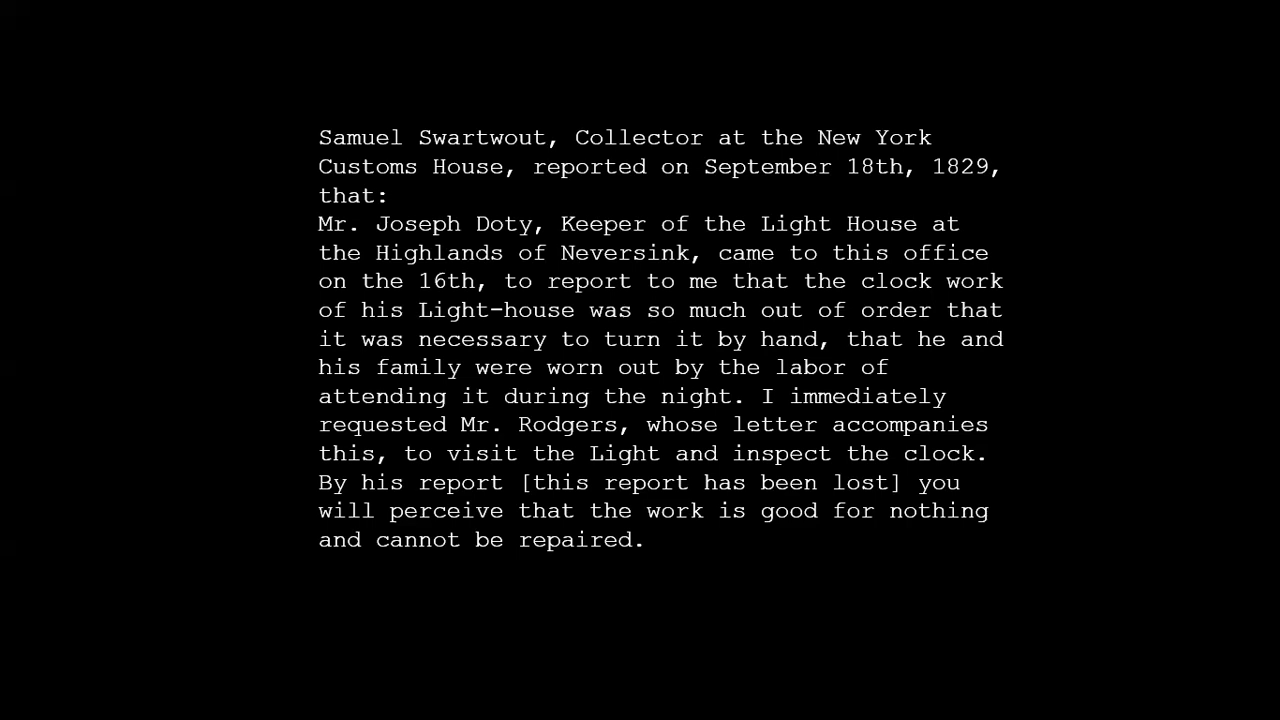 Samuel Swartwout, Collector at the New York
Customs House, reported on September 18th, 1829,
that:
Mr. Joseph Doty, Keeper of the Light House at
the Highlands of Neversink, came to this office
on the 16th, to report to me that the clock work
of his Light-house was so much out of order that
it was necessary to turn it by hand, that he and
his family were worn out by the labor of
attending it during the night. I immediately
requested Mr. Rodgers, whose letter accompanies
this, to visit the Light and inspect the clock.
By his report [this report has been lost] you
will perceive that the work is good for nothing
and cannot be repaired.